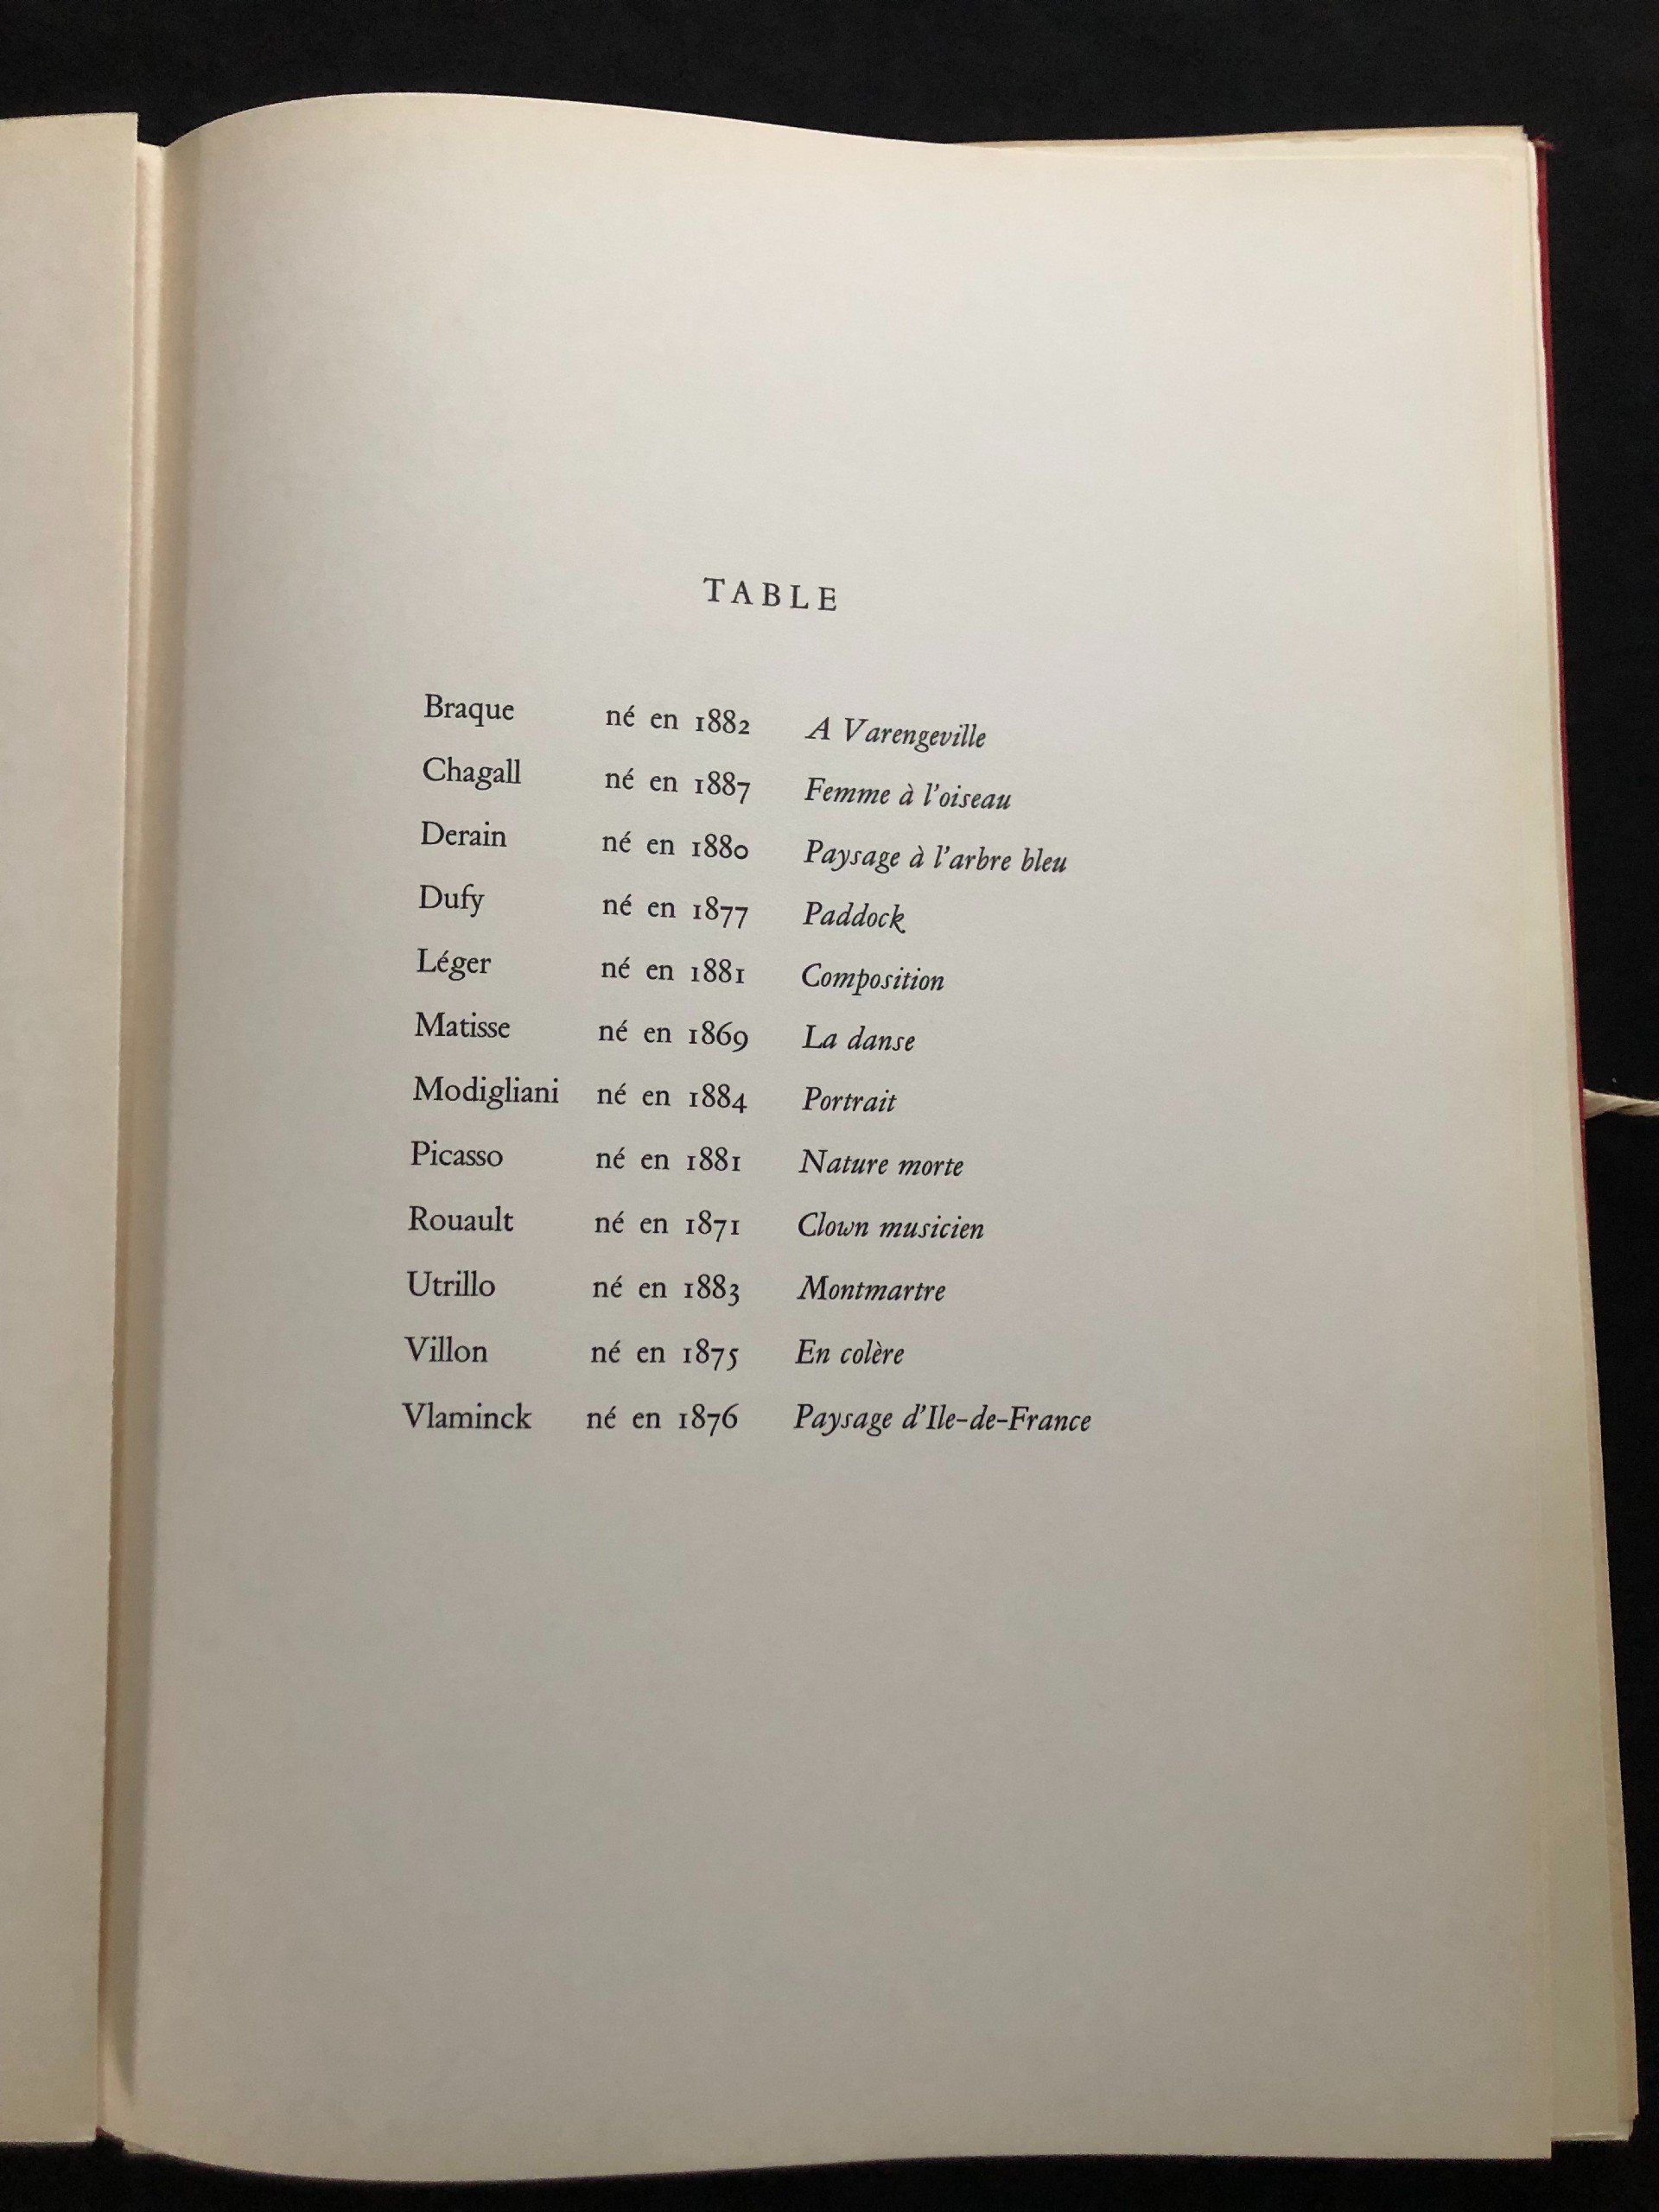 TABLE
Braque né en 1882 A Varengeville
Chagall né en 1887 Femme à l'oiseau
Derain né en 1880 Paysage à l'arbre bleu
Dufy né en 1877 Paddock
Léger né en 1881 Composition
Matisse né en 1869 La danse
Modigliani né en 1884 Portrait
Picasso né en 1881 Nature morte
Rouault né en 1871 Clown musicien
Utrillo né en 1883 Montmartre
Villon né en 1875 En colère
Vlaminck né en 1876 Paysage d'Ile-de-France